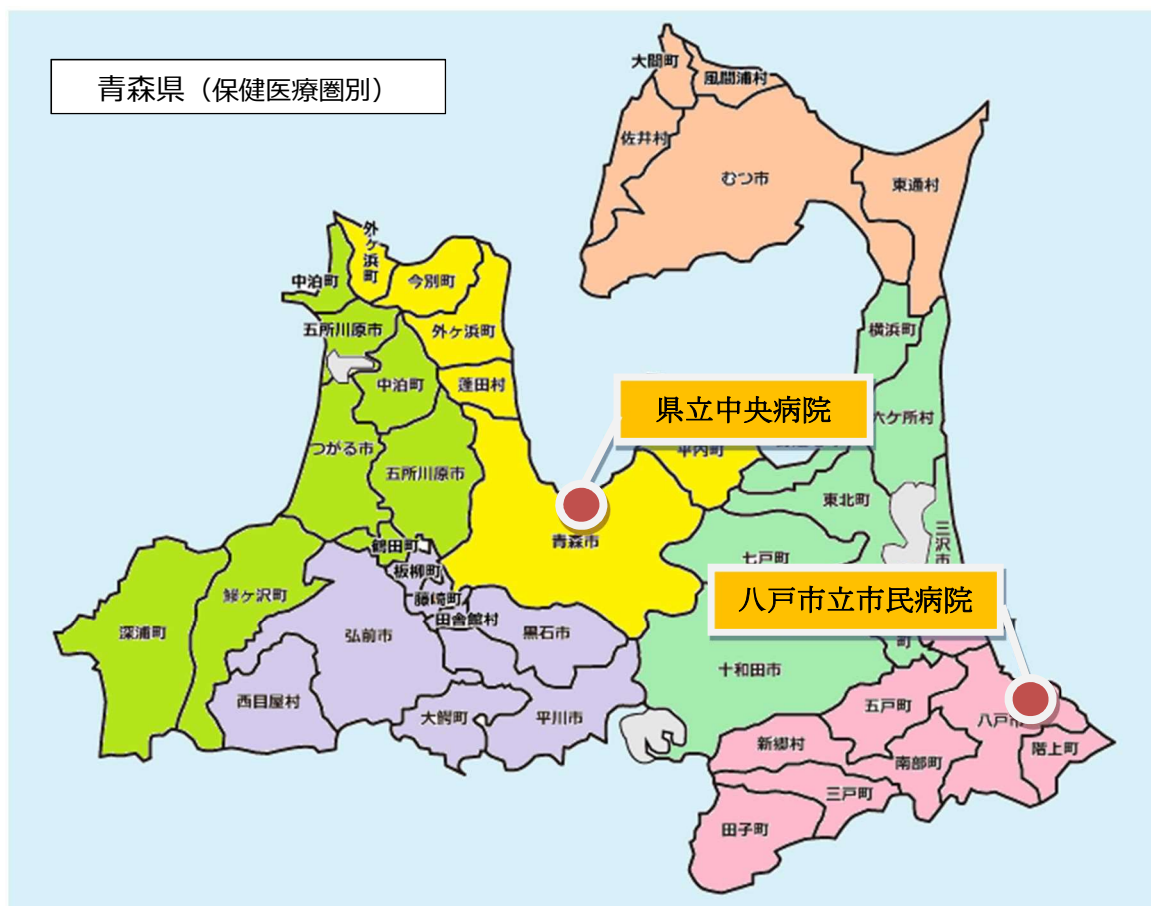 青森県（保健医療圏別）
大間町
風間浦村
佐井村
むつ市
東通村
外ヶ浜町
中泊町
今別町
五所川原市
外ヶ浜町
横浜町
中泊町
蓬田村
県立中央病院
六ケ所村
つがる市
五所川原市
平内町
東北町
青森市
三沢市
鶴田町
七戸町
板柳町
鰺ヶ沢町
藤崎町
八戸市立市民病院
田舎館村
深浦町
弘前市
黒石市
町
十和田市
西目屋村
大鰐町
平川市
五戸町
八戸市
新郷村
南部町
階上町
三戸町
田子町